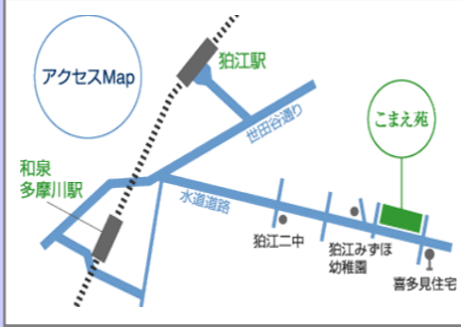 アクセスMap
狛江駅
世田谷通り
こまえ苑
和泉
多摩川駅
水道道路
狛江二中
狛江みずほ
幼稚園
喜多見住宅